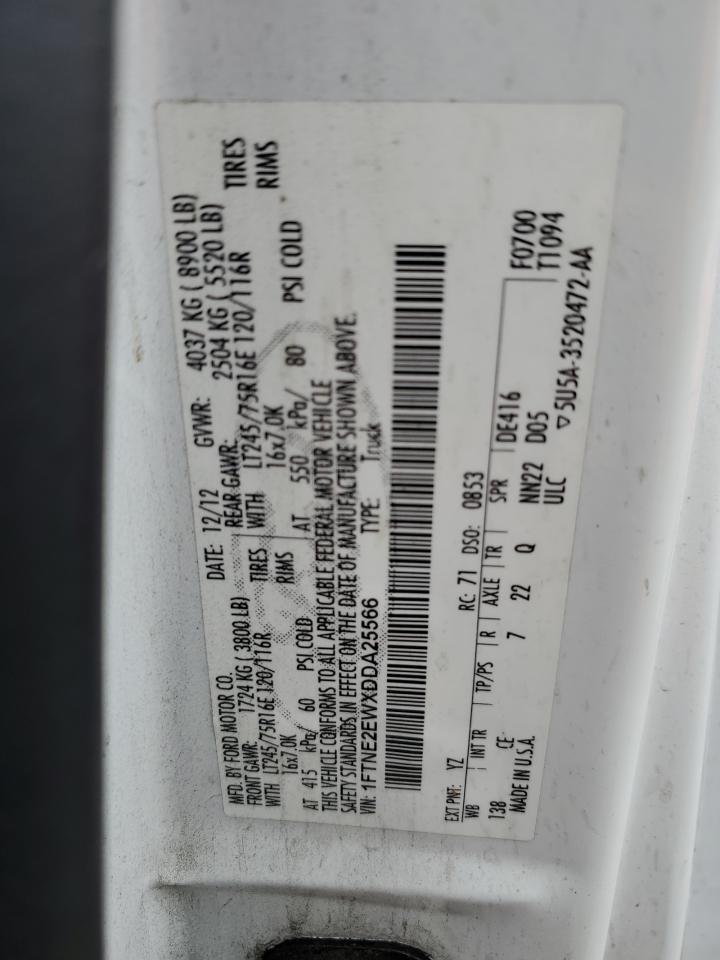 MFD. BY FORD MOTOR CO.
DATE: 12/12 GVWR: 4037 KG ( 8900 LB)
FRONT GAWR: 1724 KG ( 3800 LB) REAR GAWR: 2504 KG ( 5520 LB)
WITH LT245/75R16E 120/116R TIRES WITH LT245/75R16E 120/116R TIRES
16x7.0K RIMS 16x7.0K RIMS
AT 415 kPa/ 60 PSI COLD AT 550 kPa/ 80 PSI COLD
THIS VEHICLE CONFORMS TO ALL APPLICABLE FEDERAL MOTOR VEHICLE
SAFETY STANDARDS IN EFFECT ON THE DATE OF MANUFACTURE SHOWN ABOVE.
VIN: 1FTNE2EWXDDA25566 TYPE: Truck
EXT PNT: YZ RC: 71 DSO: 0853
WB INT TR TP/PS R AXLE TR SPR F0700
138 CE 7 22 Q NN22 DE416 T1094
MADE IN U.S.A. ULC D05
▽5U5A-3520472-AA